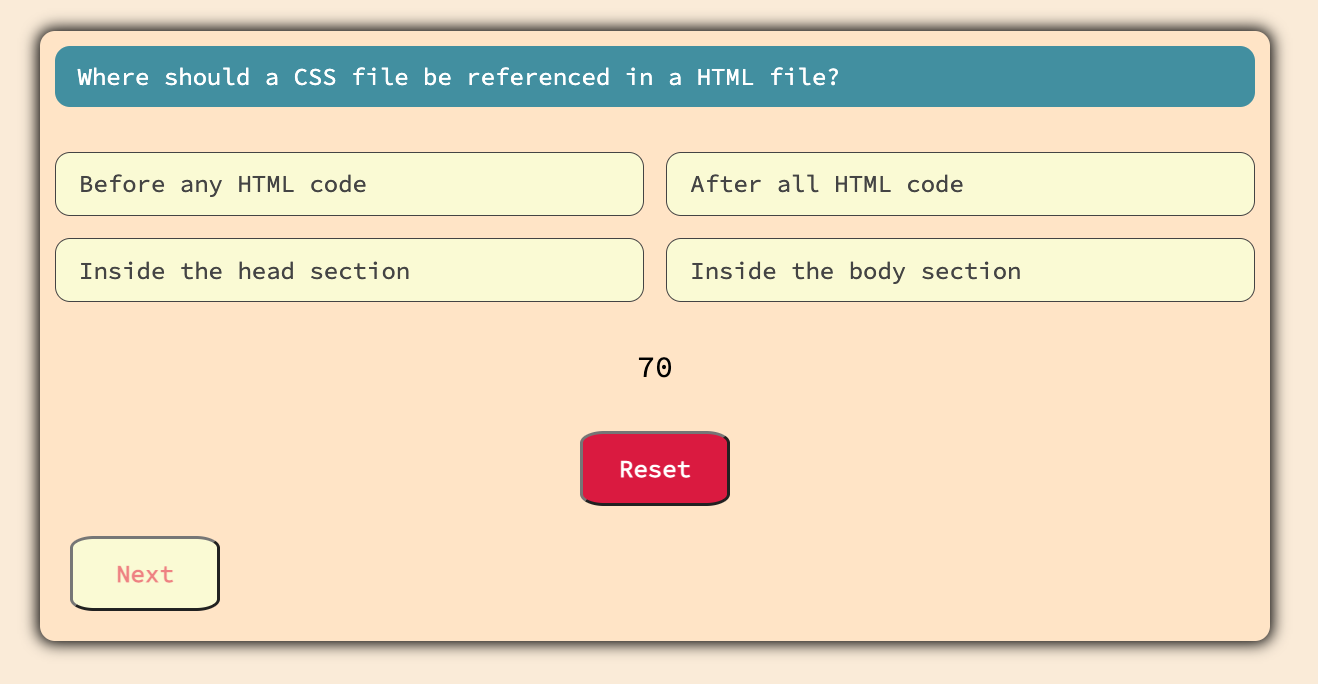 Where should a CSS file be referenced in a HTML file?
Before any HTML code
After all HTML code
Inside the head section
Inside the body section
70
Reset
Next